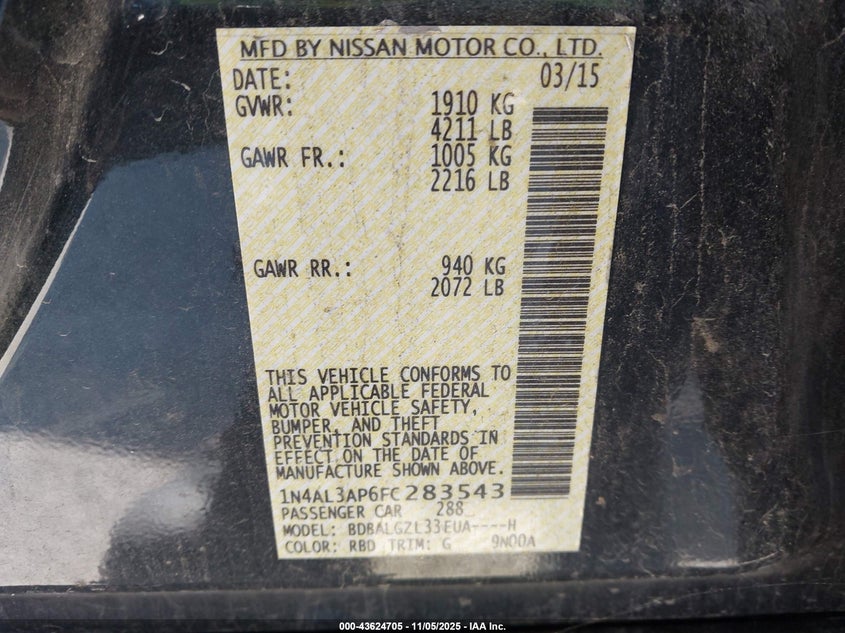 MFD BY NISSAN MOTOR CO., LTD.
DATE: 03/15
GVWR: 1910 KG
4211 LB
GAWR FR.: 1005 KG
2216 LB
GAWR RR.: 940 KG
2072 LB
THIS VEHICLE CONFORMS TO
ALL APPLICABLE FEDERAL
MOTOR VEHICLE SAFETY,
BUMPER, AND THEFT
PREVENTION STANDARDS IN
EFFECT ON THE DATE OF
MANUFACTURE SHOWN ABOVE.
1N4AL3AP6FC283543
PASSENGER CAR 288
MODEL: BDBALGZL33EUA----H
COLOR: RBD TRIM: G 9N00A
000-43624705 - 11/05/2025 - IAA Inc.